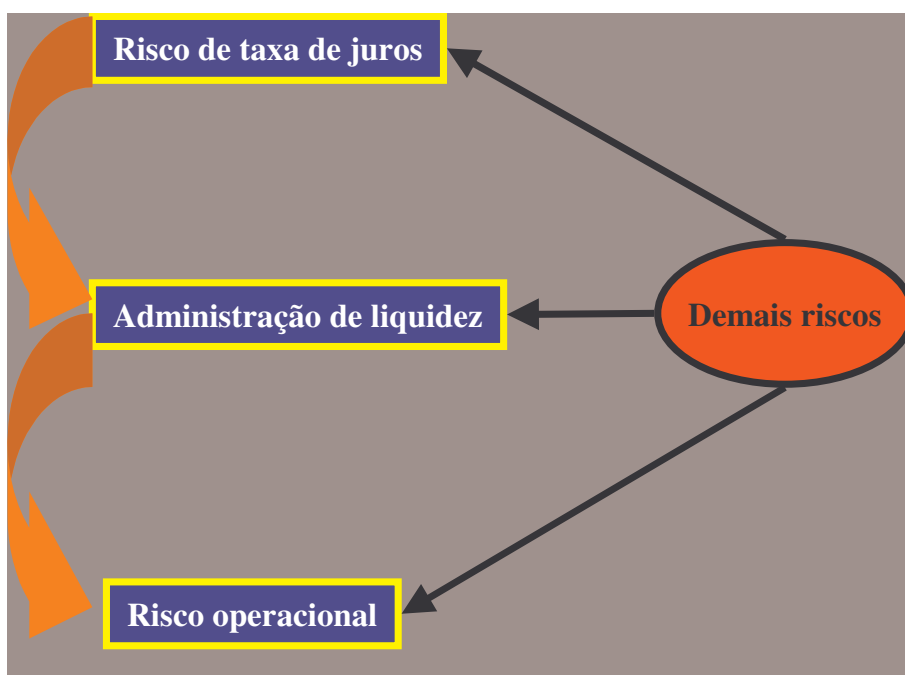 Risco de taxa de juros
Administração de liquidez
Demais riscos
Risco operacional